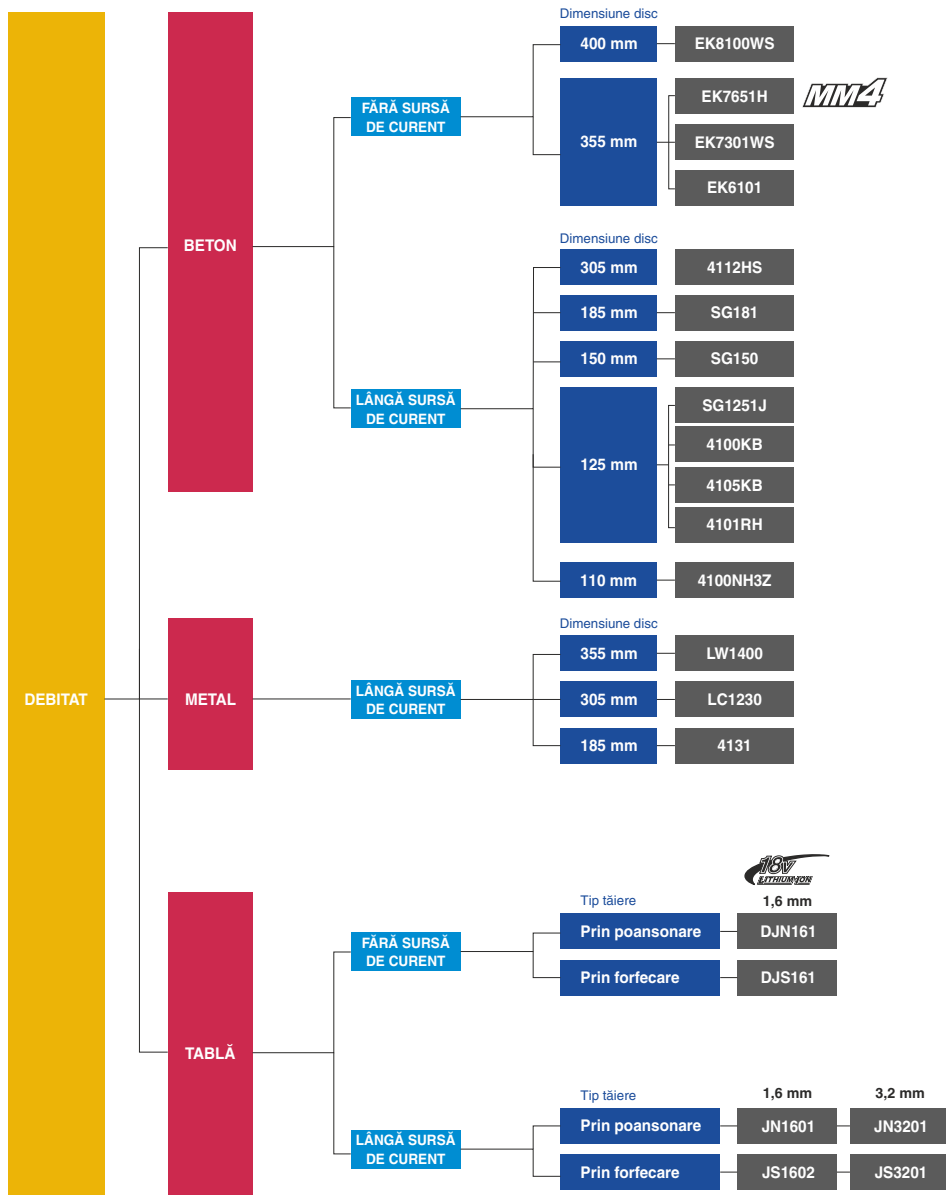 DEBITAT
BETON
FĂRĂ SURSĂ
DE CURENT
Dimensiune disc
400 mm
EK8100WS
355 mm
EK7651H
MM4
EK7301WS
EK6101
LÂNGĂ SURSĂ
DE CURENT
Dimensiune disc
305 mm
4112HS
185 mm
SG181
150 mm
SG150
125 mm
SG1251J
4100KB
4105KB
4101RH
110 mm
4100NH3Z
METAL
LÂNGĂ SURSĂ
DE CURENT
Dimensiune disc
355 mm
LW1400
305 mm
LC1230
185 mm
4131
TABLĂ
FĂRĂ SURSĂ
DE CURENT
18V
LITHIUM-ION
Tip tăiere
1,6 mm
Prin poansonare
DJN161
Prin forfecare
DJS161
LÂNGĂ SURSĂ
DE CURENT
Tip tăiere
1,6 mm
3,2 mm
Prin poansonare
JN1601
JN3201
Prin forfecare
JS1602
JS3201